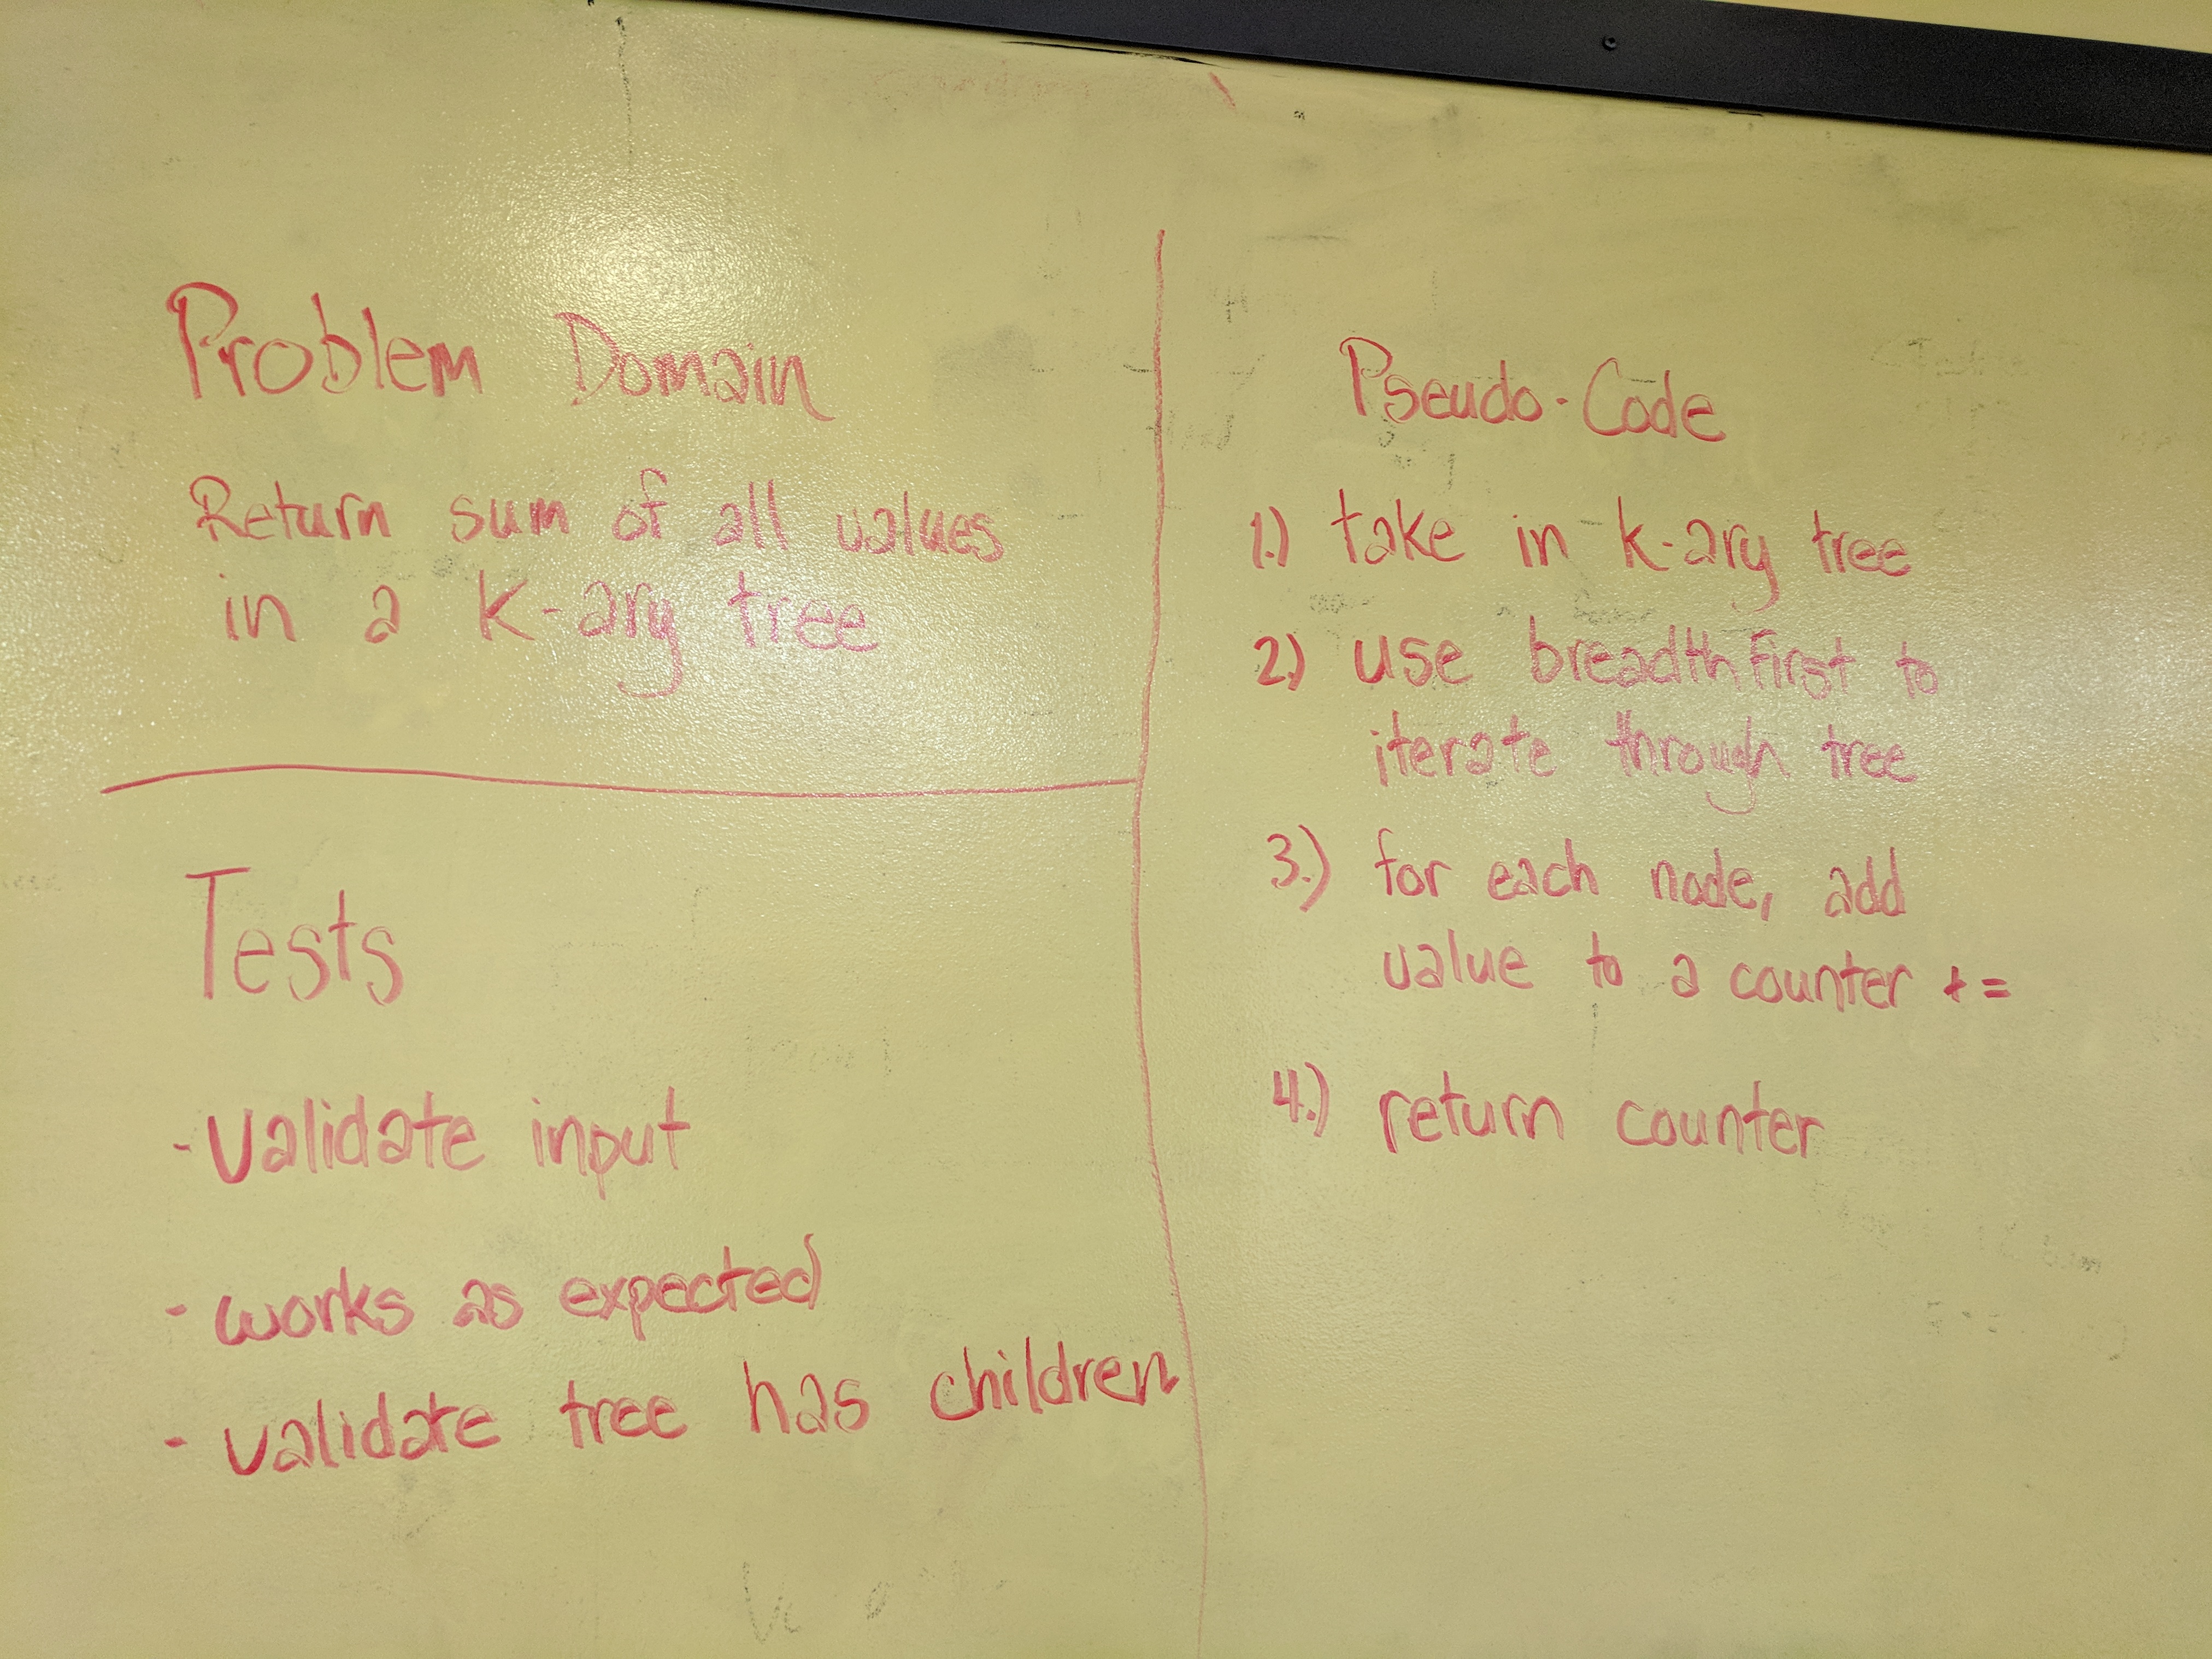 Problem Domain
Return sum of all values
in a K-ary tree
Tests
- validate input
- works as expected
- validate tree has children
Pseudo-Code
1.) take in k-ary tree
2.) use breadthFirst to
iterate through tree
3.) for each node, add
value to a counter +=
4.) return counter